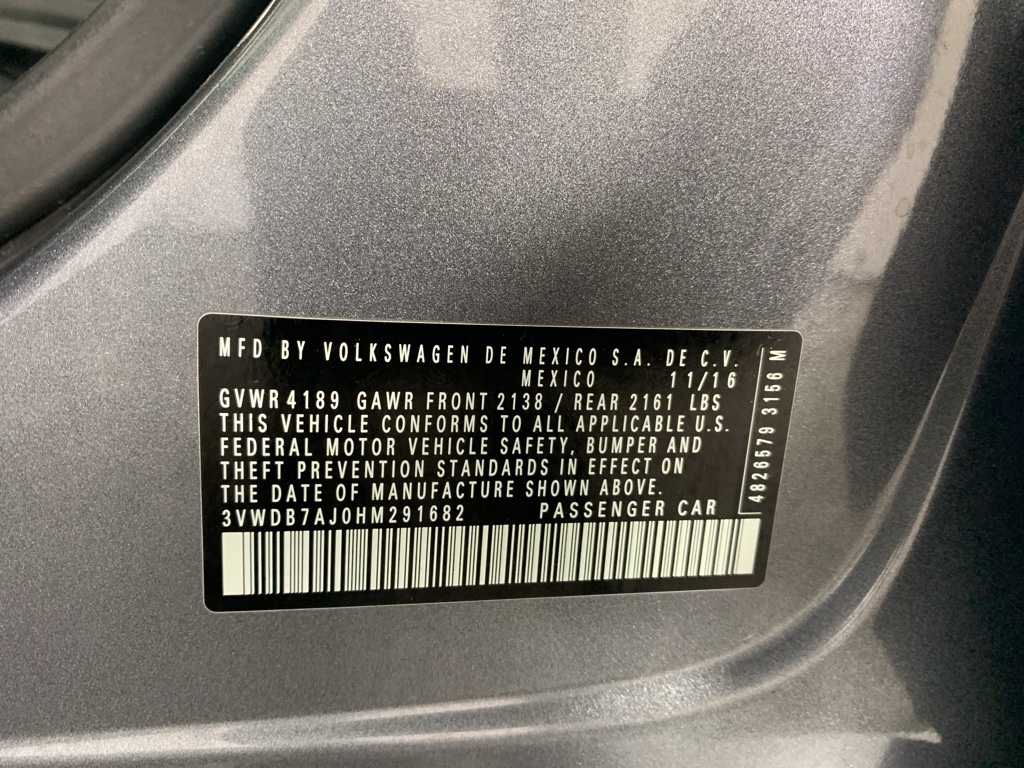 MFD BY VOLKSWAGEN DE MEXICO S.A. DE C.V.
MEXICO 11/16
GVWR 4189 GAWR FRONT 2138 / REAR 2161 LBS
THIS VEHICLE CONFORMS TO ALL APPLICABLE U.S.
FEDERAL MOTOR VEHICLE SAFETY, BUMPER AND
THEFT PREVENTION STANDARDS IN EFFECT ON
THE DATE OF MANUFACTURE SHOWN ABOVE.
3VWDB7AJ0HM291682 PASSENGER CAR
4826579 3156 M